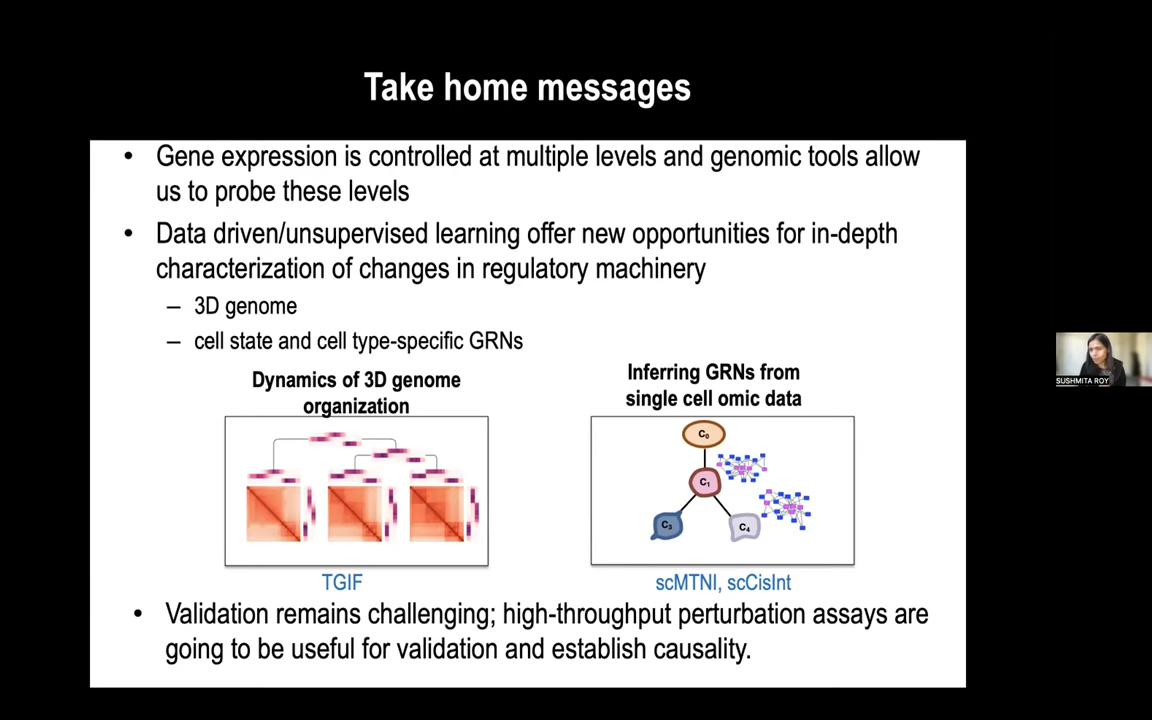 Take home messages
• Gene expression is controlled at multiple levels and genomic tools allow
us to probe these levels
• Data driven/unsupervised learning offer new opportunities for in-depth
characterization of changes in regulatory machinery
– 3D genome
– cell state and cell type-specific GRNs
Dynamics of 3D genome
organization
TGIF
Inferring GRNs from
single cell omic data
C₀
C₁
C₃
C₄
scMTNI, scCisInt
• Validation remains challenging; high-throughput perturbation assays are
going to be useful for validation and establish causality.
SUSHMITA ROY